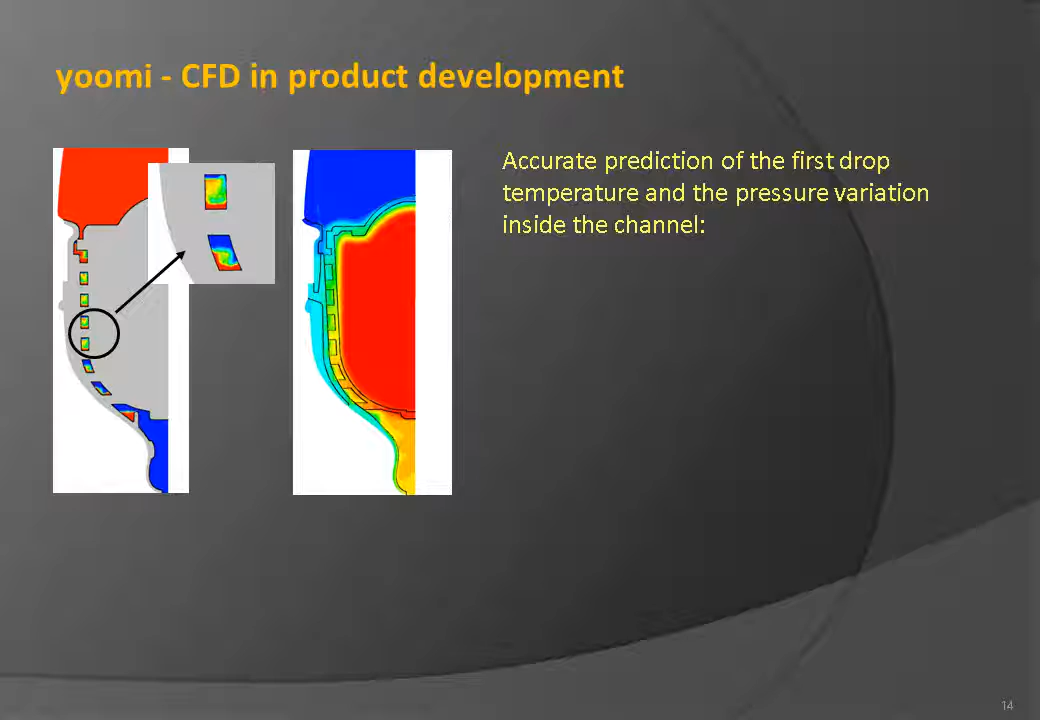 yoomi - CFD in product development
Accurate prediction of the first drop
temperature and the pressure variation
inside the channel:
14